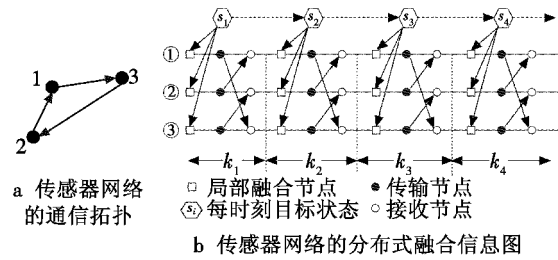 s₁ s₂ s₃ s₄
①
②
③
1
3
2
k₁ k₂ k₃ k₄
局部融合节点 传输节点
sᵢ 每时刻目标状态 接收节点
a 传感器网络
的通信拓扑
b 传感器网络的分布式融合信息图